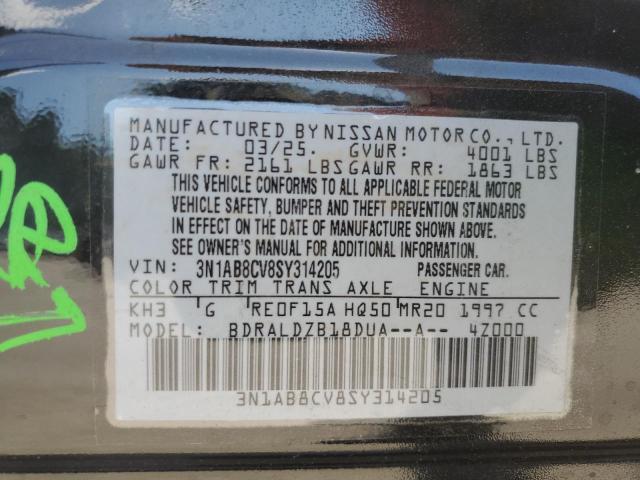 MANUFACTURED BY NISSAN MOTOR CO., LTD.
DATE: 03/25. GVWR: 4001 LBS
GAWR FR: 2161 LBS GAWR RR: 1863 LBS
THIS VEHICLE CONFORMS TO ALL APPLICABLE FEDERAL MOTOR
VEHICLE SAFETY, BUMPER AND THEFT PREVENTION STANDARDS
IN EFFECT ON THE DATE OF MANUFACTURE SHOWN ABOVE.
SEE OWNER'S MANUAL FOR ADDITIONAL INFORMATION.
VIN: 3N1AB8CV8SY314205 PASSENGER CAR.
COLOR TRIM TRANS AXLE ENGINE
KH3 G RE0F15A HQ50 MR20 1997 CC
MODEL: BDRALDZB18DUA--A-- 4Z000
3N1AB8CV8SY314205